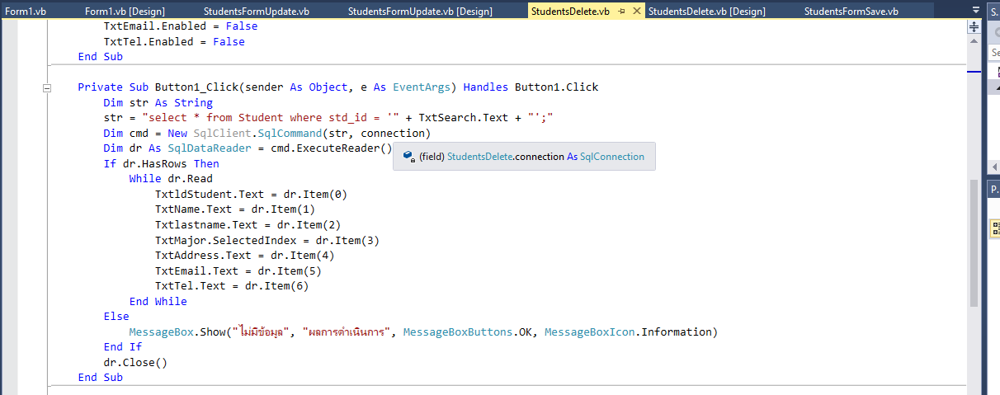 Form1.vb Form1.vb [Design] StudentsFormUpdate.vb StudentsFormUpdate.vb [Design] StudentsDelete.vb StudentsDelete.vb [Design] StudentsFormSave.vb
S.
Se
TxtEmail.Enabled = False
TxtTel.Enabled = False
End Sub
Private Sub Button1_Click(sender As Object, e As EventArgs) Handles Button1.Click
Dim str As String
str = "select * from Student where std_id = '" + TxtSearch.Text + "';"
Dim cmd = New SqlClient.SqlCommand(str, connection)
Dim dr As SqlDataReader = cmd.ExecuteReader()
(field) StudentsDelete.connection As SqlConnection
If dr.HasRows Then
While dr.Read
P.
TxtldStudent.Text = dr.Item(0)
TxtName.Text = dr.Item(1)
Txtlastname.Text = dr.Item(2)
TxtMajor.SelectedIndex = dr.Item(3)
TxtAddress.Text = dr.Item(4)
TxtEmail.Text = dr.Item(5)
TxtTel.Text = dr.Item(6)
End While
Else
MessageBox.Show("ไม่มีข้อมูล", "ผลการดำเนินการ", MessageBoxButtons.OK, MessageBoxIcon.Information)
End If
dr.Close()
End Sub